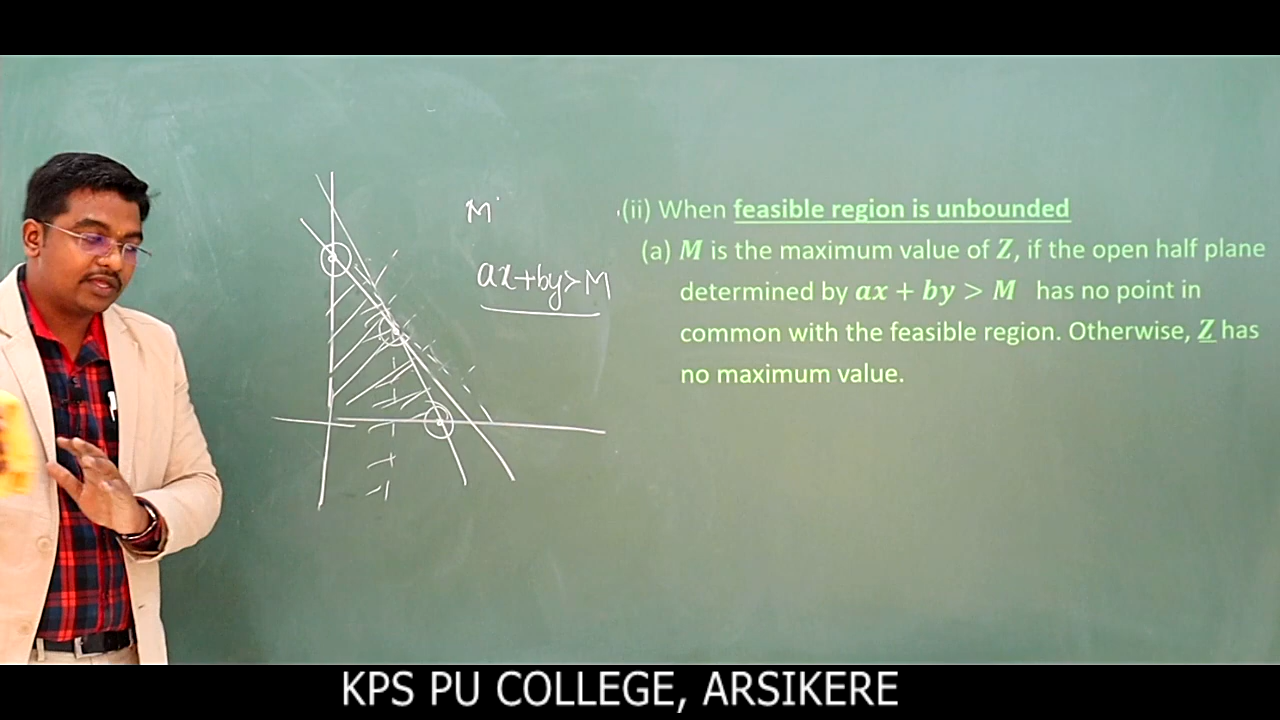 M
ax+by>M
(ii) When feasible region is unbounded
(a) M is the maximum value of Z, if the open half plane
determined by ax + by > M has no point in
common with the feasible region. Otherwise, Z has
no maximum value.
KPS PU COLLEGE, ARSIKERE